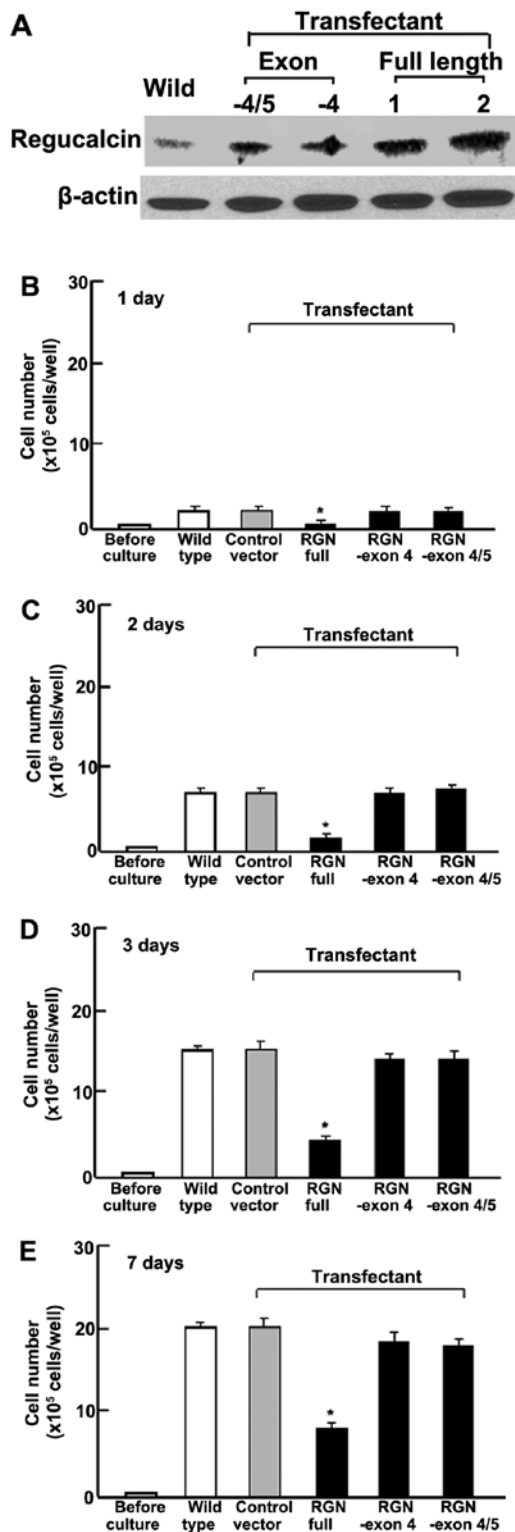 A
Transfectant
Exon
Full length
Wild
-4/5
-4
1
2
Regucalcin
β-actin
B
1 day
Transfectant
Cell number
(x10⁵ cells/well)
30
20
10
0
Before culture
Wild type
Control vector
*
RGN full
RGN -exon 4
RGN -exon 4/5
C
2 days
Transfectant
Cell number
(x10⁵ cells/well)
30
20
10
0
Before culture
Wild type
Control vector
*
RGN full
RGN -exon 4
RGN -exon 4/5
D
3 days
Transfectant
Cell number
(x10⁵ cells/well)
30
20
10
0
Before culture
Wild type
Control vector
*
RGN full
RGN -exon 4
RGN -exon 4/5
E
7 days
Transfectant
Cell number
(x10⁵ cells/well)
30
20
10
0
Before culture
Wild type
Control vector
*
RGN full
RGN -exon 4
RGN -exon 4/5